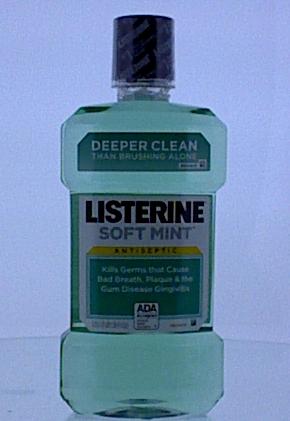 DEEPER CLEAN
THAN BRUSHING ALONE
LISTERINE
SOFT MINT
ANTISEPTIC
Kills Germs that Cause
Bad Breath, Plaque & the
Gum Disease Gingivitis
ADA